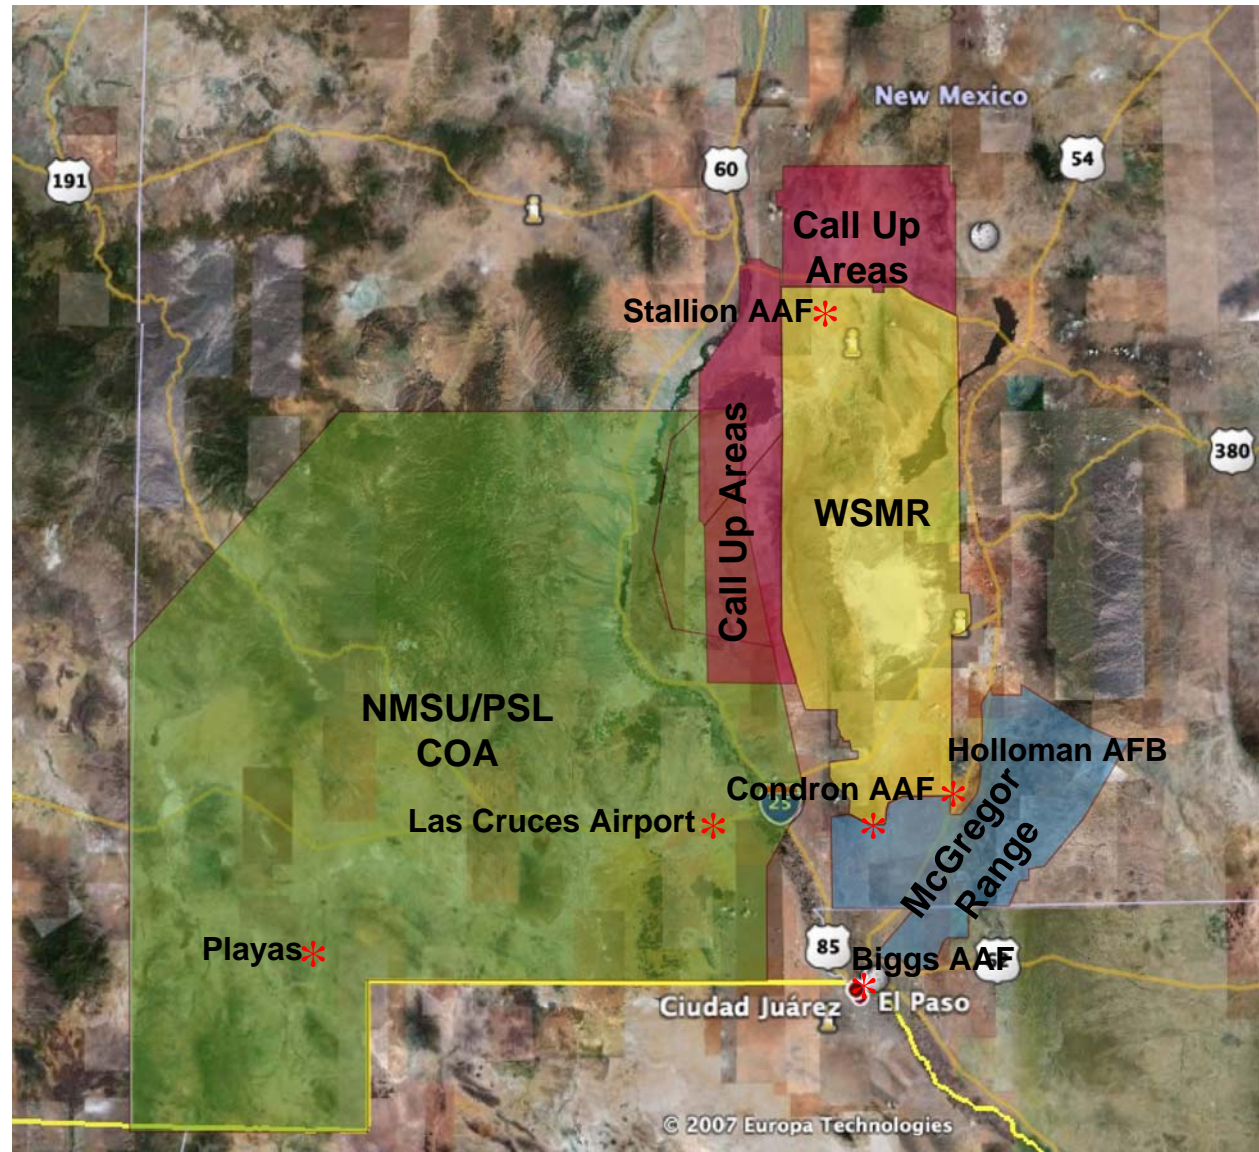 New Mexico
191
60
54
Call Up
Areas
Stallion AAF
380
Call Up Areas
WSMR
NMSU/PSL
COA
Holloman AFB
Condron AAF
25
Las Cruces Airport
McGregor
Range
Playas
85
Biggs AAF
Ciudad Juárez
El Paso
© 2007 Europa Technologies